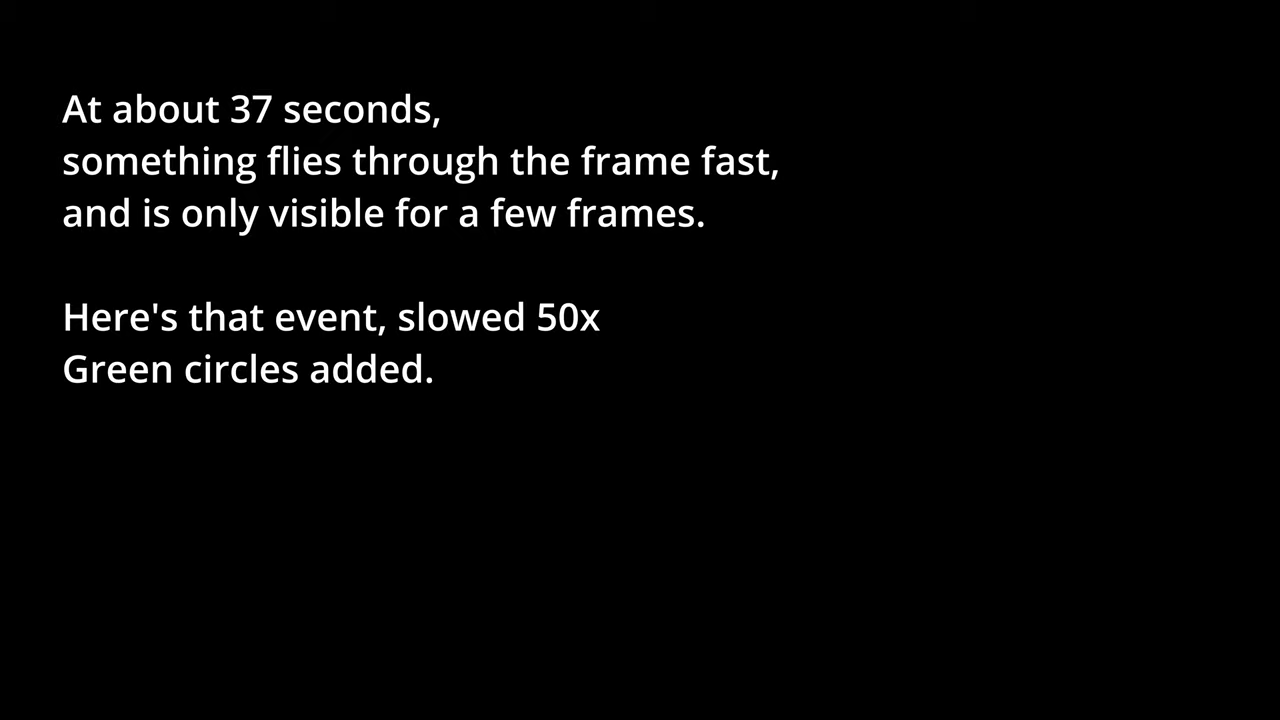 At about 37 seconds,
something flies through the frame fast,
and is only visible for a few frames.
Here's that event, slowed 50x
Green circles added.